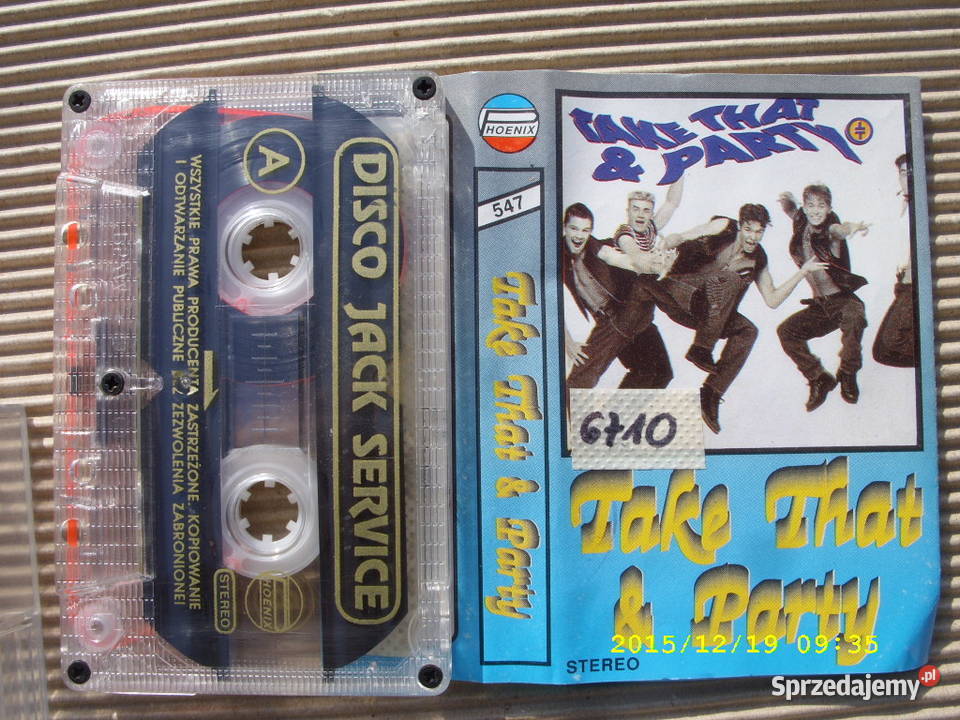 A
DISCO JACK SERVICE
WSZYSTKIE PRAWA PRODUCENTA ZASTRZEŻONE. KOPIOWANIE
I ODTWARZANIE PUBLICZNE ZEZWOLENIA ZABRONIONE!
STEREO
PHOENIX
PHOENIX
547
Take That & Party
TAKE THAT
& PARTY
6710
Take That
& Party
2015/12/19 09:35
STEREO
Sprzedajemy.pl